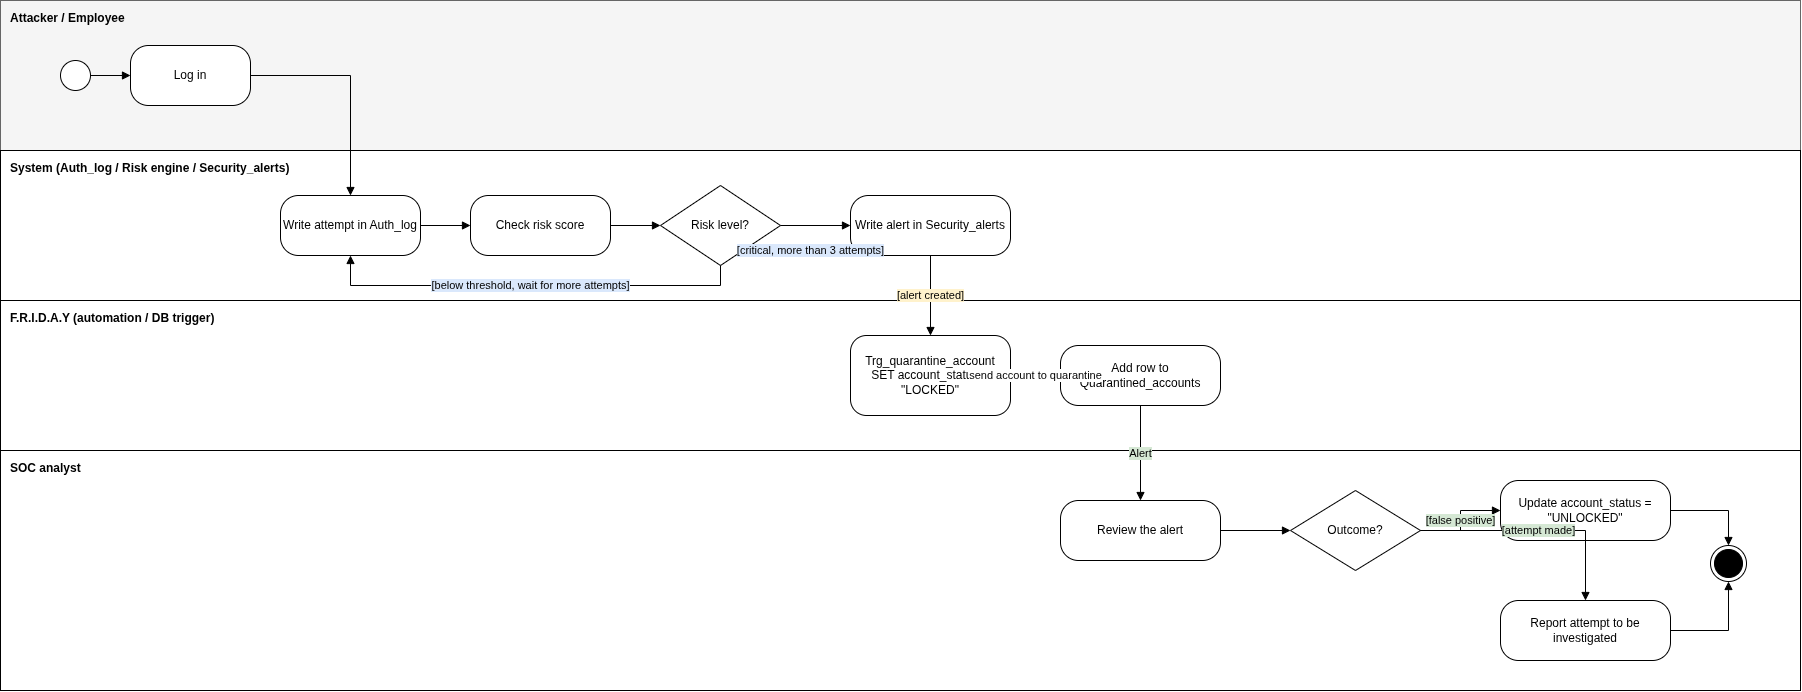 Attacker / Employee
Log in
System (Auth_log / Risk engine / Security_alerts)
Write attempt in Auth_log
Check risk score
Risk level?
Write alert in Security_alerts
[critical, more than 3 attempts]
[below threshold, wait for more attempts]
[alert created]
F.R.I.D.A.Y (automation / DB trigger)
Trg_quarantine_account
SET
"LOCKED"
send account to quarantine
Add row to
Quarantined_accounts
Alert
SOC analyst
Review the alert
Outcome?
[false positive]
[attempt made]
Update account_status =
"UNLOCKED"
Report attempt to be
investigated